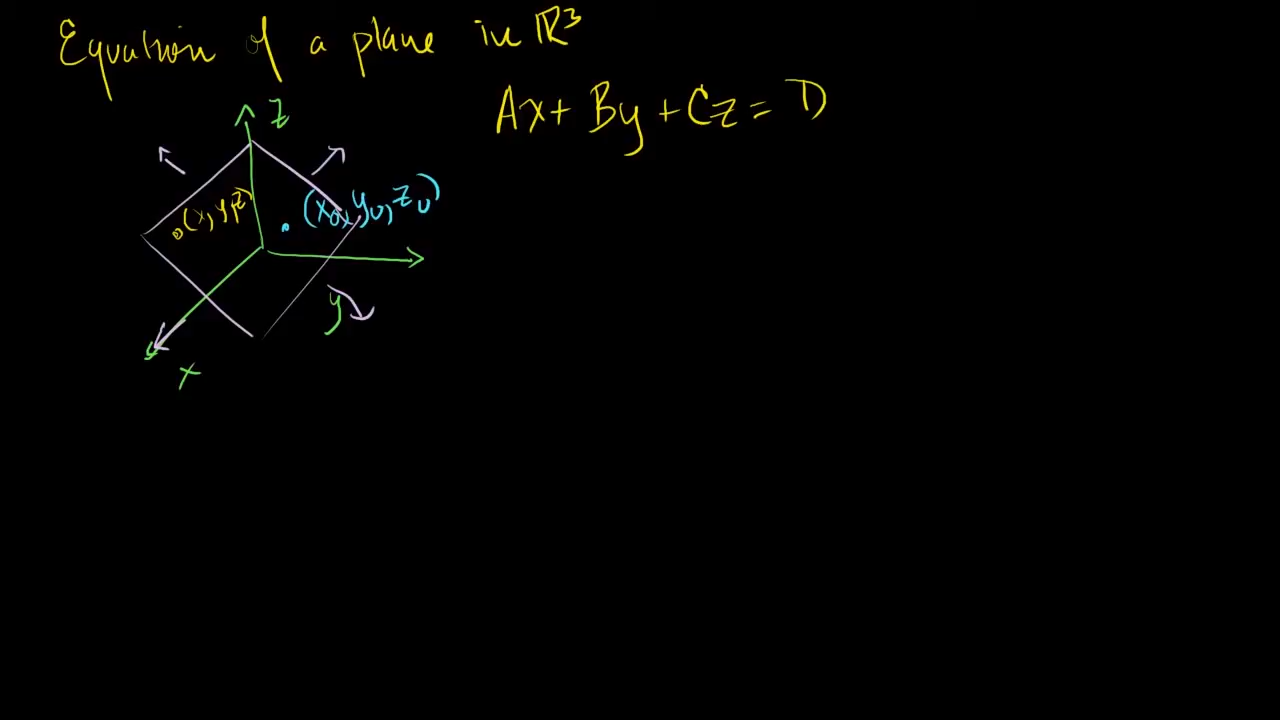 Equation of a plane in ℝ³
Ax + By + Cz = D
z
(x, y, z)
(x₀, y₀, z₀)
y
x